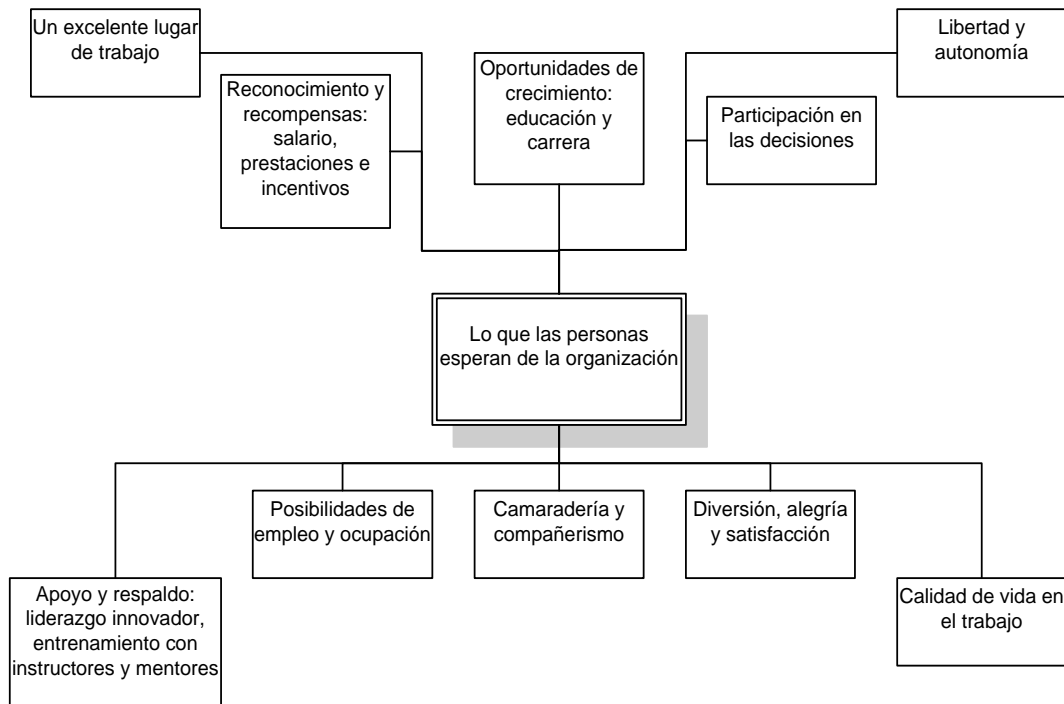 Un excelente lugar
de trabajo
Reconocimiento y
recompensas:
salario,
prestaciones e
incentivos
Oportunidades de
crecimiento:
educación y
carrera
Participación en
las decisiones
Libertad y
autonomía
Lo que las personas
esperan de la organización
Apoyo y respaldo:
liderazgo innovador,
entrenamiento con
instructores y mentores
Posibilidades de
empleo y ocupación
Camaradería y
compañerismo
Diversión, alegría
y satisfacción
Calidad de vida en
el trabajo